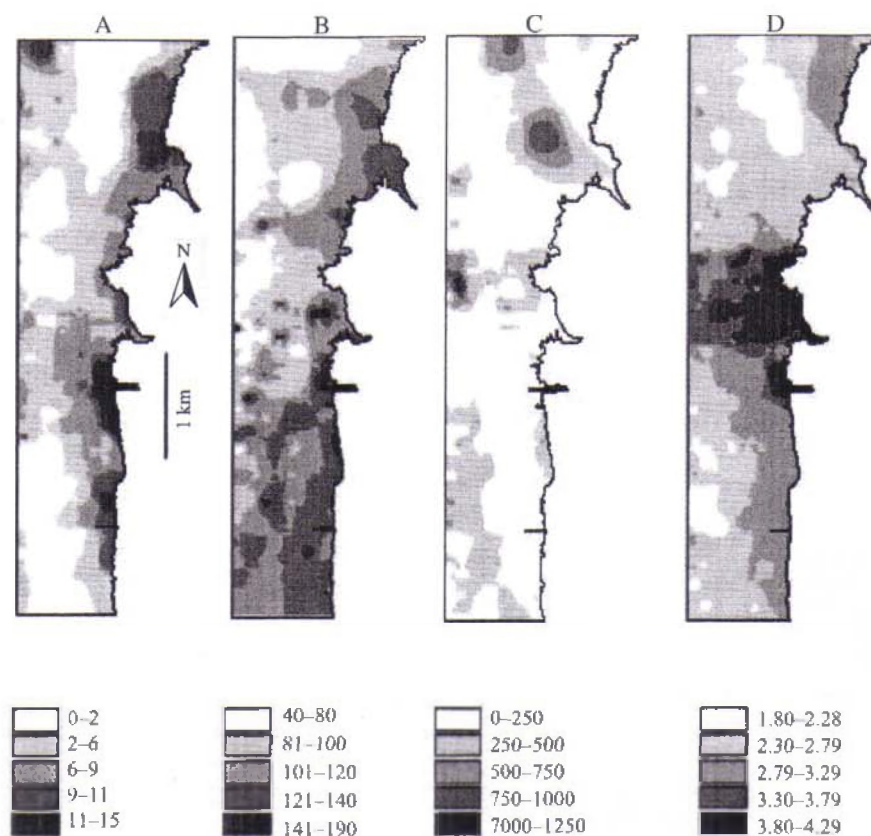 A B C D
N
1 km
0–2 40–80 0–250 1.80–2.28
2–6 81–100 250–500 2.30–2.79
6–9 101–120 500–750 2.79–3.29
9–11 121–140 750–1000 3.30–3.79
11–15 141–190 7000–1250 3.80–4.29